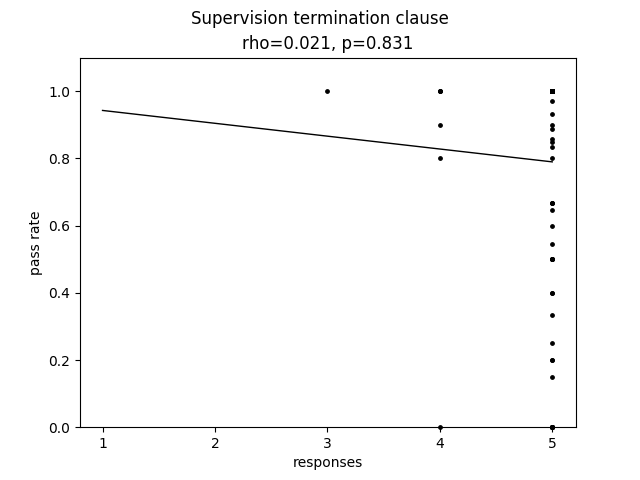 Supervision termination clause
rho=0.021, p=0.831
1.0
0.8
0.6
0.4
0.2
0.0
pass rate
1 2 3 4 5
responses